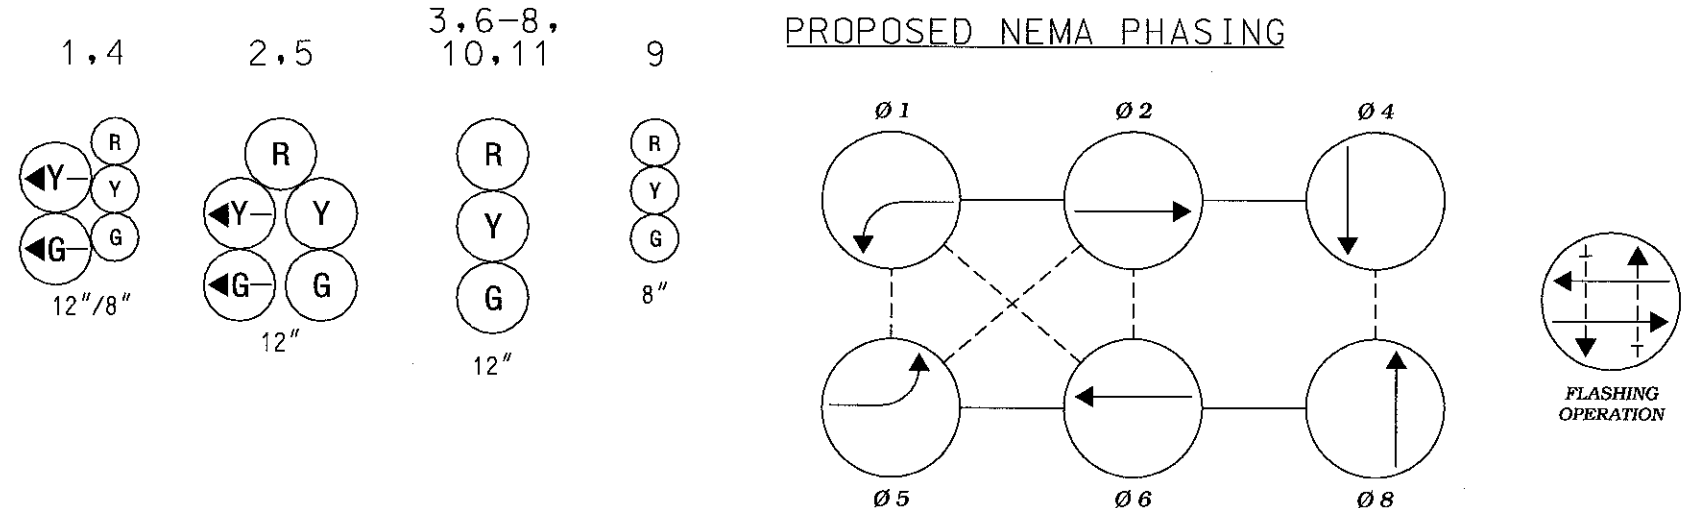 3,6-8,
1,4
2,5
10,11
9
R
Y
Y
G
G
12"/8"
R
Y
Y
G
G
12"
R
Y
G
12"
R
Y
G
8"
PROPOSED NEMA PHASING
Ø1
Ø2
Ø4
Ø5
Ø6
Ø8
FLASHING
OPERATION